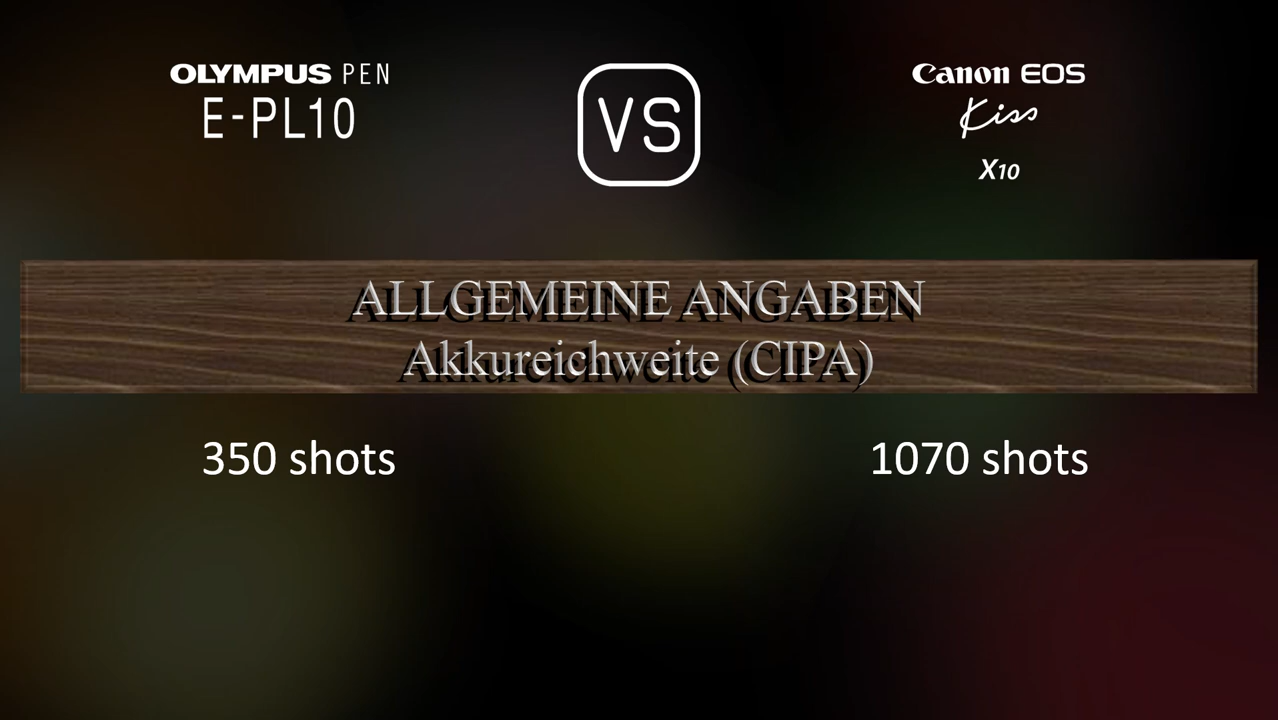 OLYMPUS PEN
E-PL10
VS
Canon EOS
Kiss
X10
ALLGEMEINE ANGABEN
Akkureichweite (CIPA)
350 shots
1070 shots